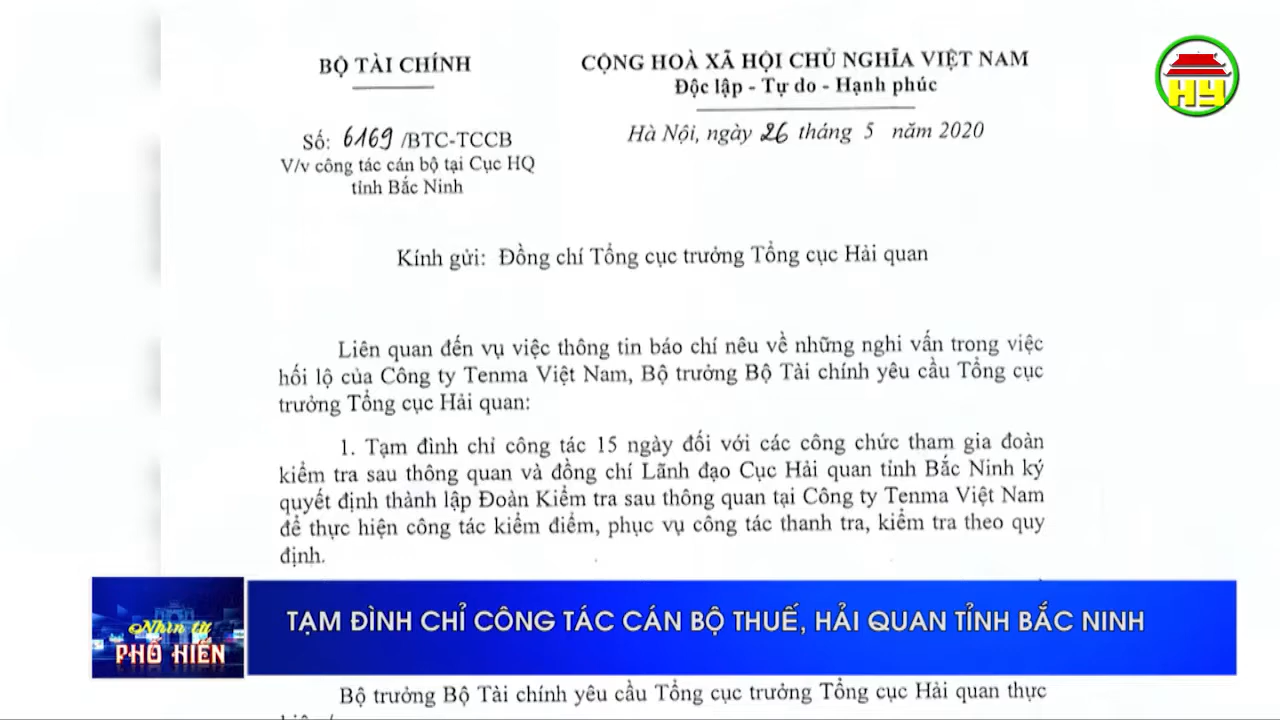 BỘ TÀI CHÍNH
CỘNG HOÀ XÃ HỘI CHỦ NGHĨA VIỆT NAM
Độc lập - Tự do - Hạnh phúc
Số: 6169/BTC-TCCB
Hà Nội, ngày 26 tháng 5 năm 2020
V/v công tác cán bộ tại Cục HQ
tỉnh Bắc Ninh
HY
Kính gửi: Đồng chí Tổng cục trưởng Tổng cục Hải quan
Liên quan đến vụ việc thông tin báo chí nêu về những nghi vấn trong việc
hối lộ của Công ty Tenma Việt Nam, Bộ trưởng Bộ Tài chính yêu cầu Tổng cục
trưởng Tổng cục Hải quan:
1. Tạm đình chỉ công tác 15 ngày đối với các công chức tham gia đoàn
kiểm tra sau thông quan và đồng chí Lãnh đạo Cục Hải quan tỉnh Bắc Ninh ký
quyết định thành lập Đoàn Kiểm tra sau thông quan tại Công ty Tenma Việt Nam
để thực hiện công tác kiểm điểm, phục vụ công tác thanh tra, kiểm tra theo quy
định.
Nhìn từ
PHỐ HIẾN
TẠM ĐÌNH CHỈ CÔNG TÁC CÁN BỘ THUẾ, HẢI QUAN TỈNH BẮC NINH
Bộ trưởng Bộ Tài chính yêu cầu Tổng cục trưởng Tổng cục Hải quan thực